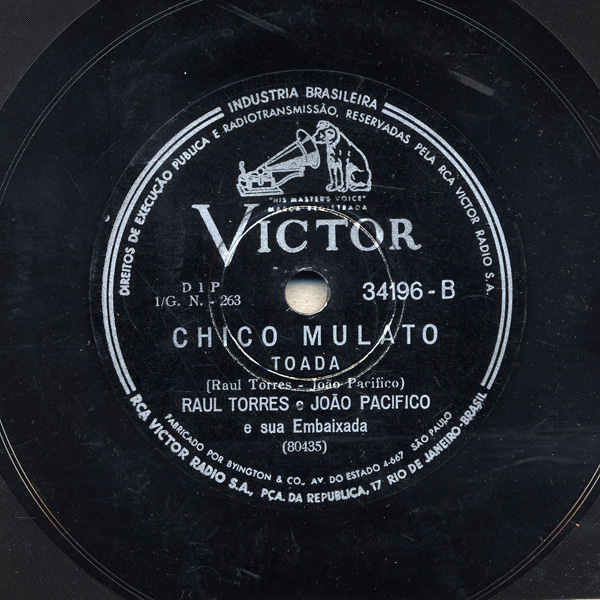 INDUSTRIA BRASILEIRA
DIREITOS DE EXECUÇÃO PUBLICA E RADIOTRANSMISSÃO, RESERVADAS PELA RCA VICTOR RADIO S.A.
"HIS MASTER'S VOICE"
MARCA REGISTRADA
VICTOR
D I P
I/G. N. - 263
34196-B
CHICO MULATO
TOADA
(Raul Torres - João Pacifico)
RAUL TORRES e JOÃO PACIFICO
e sua Embaixada
(80435)
FABRICADO POR BYINGTON & CO., AV. DO ESTADO 4-667 SÃO PAULO
RCA VICTOR RADIO S.A., PÇA. DA REPUBLICA, 17 RIO DE JANEIRO-BRASIL